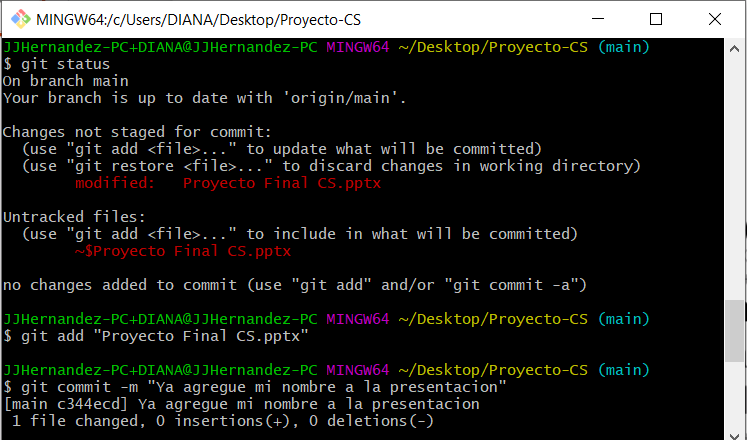 MINGW64:/c/Users/DIANA/Desktop/Proyecto-CS
JJHernandez-PC+DIANA@JJHernandez-PC MINGW64 ~/Desktop/Proyecto-CS (main)
$ git status
On branch main
Your branch is up to date with 'origin/main'.
Changes not staged for commit:
(use "git add <file>..." to update what will be committed)
(use "git restore <file>..." to discard changes in working directory)
modified:   Proyecto Final CS.pptx
Untracked files:
(use "git add <file>..." to include in what will be committed)
~$Proyecto Final CS.pptx
no changes added to commit (use "git add" and/or "git commit -a")
JJHernandez-PC+DIANA@JJHernandez-PC MINGW64 ~/Desktop/Proyecto-CS (main)
$ git add "Proyecto Final CS.pptx"
JJHernandez-PC+DIANA@JJHernandez-PC MINGW64 ~/Desktop/Proyecto-CS (main)
$ git commit -m "Ya agregue mi nombre a la presentacion"
[main c344ecd] Ya agregue mi nombre a la presentacion
1 file changed, 0 insertions(+), 0 deletions(-)